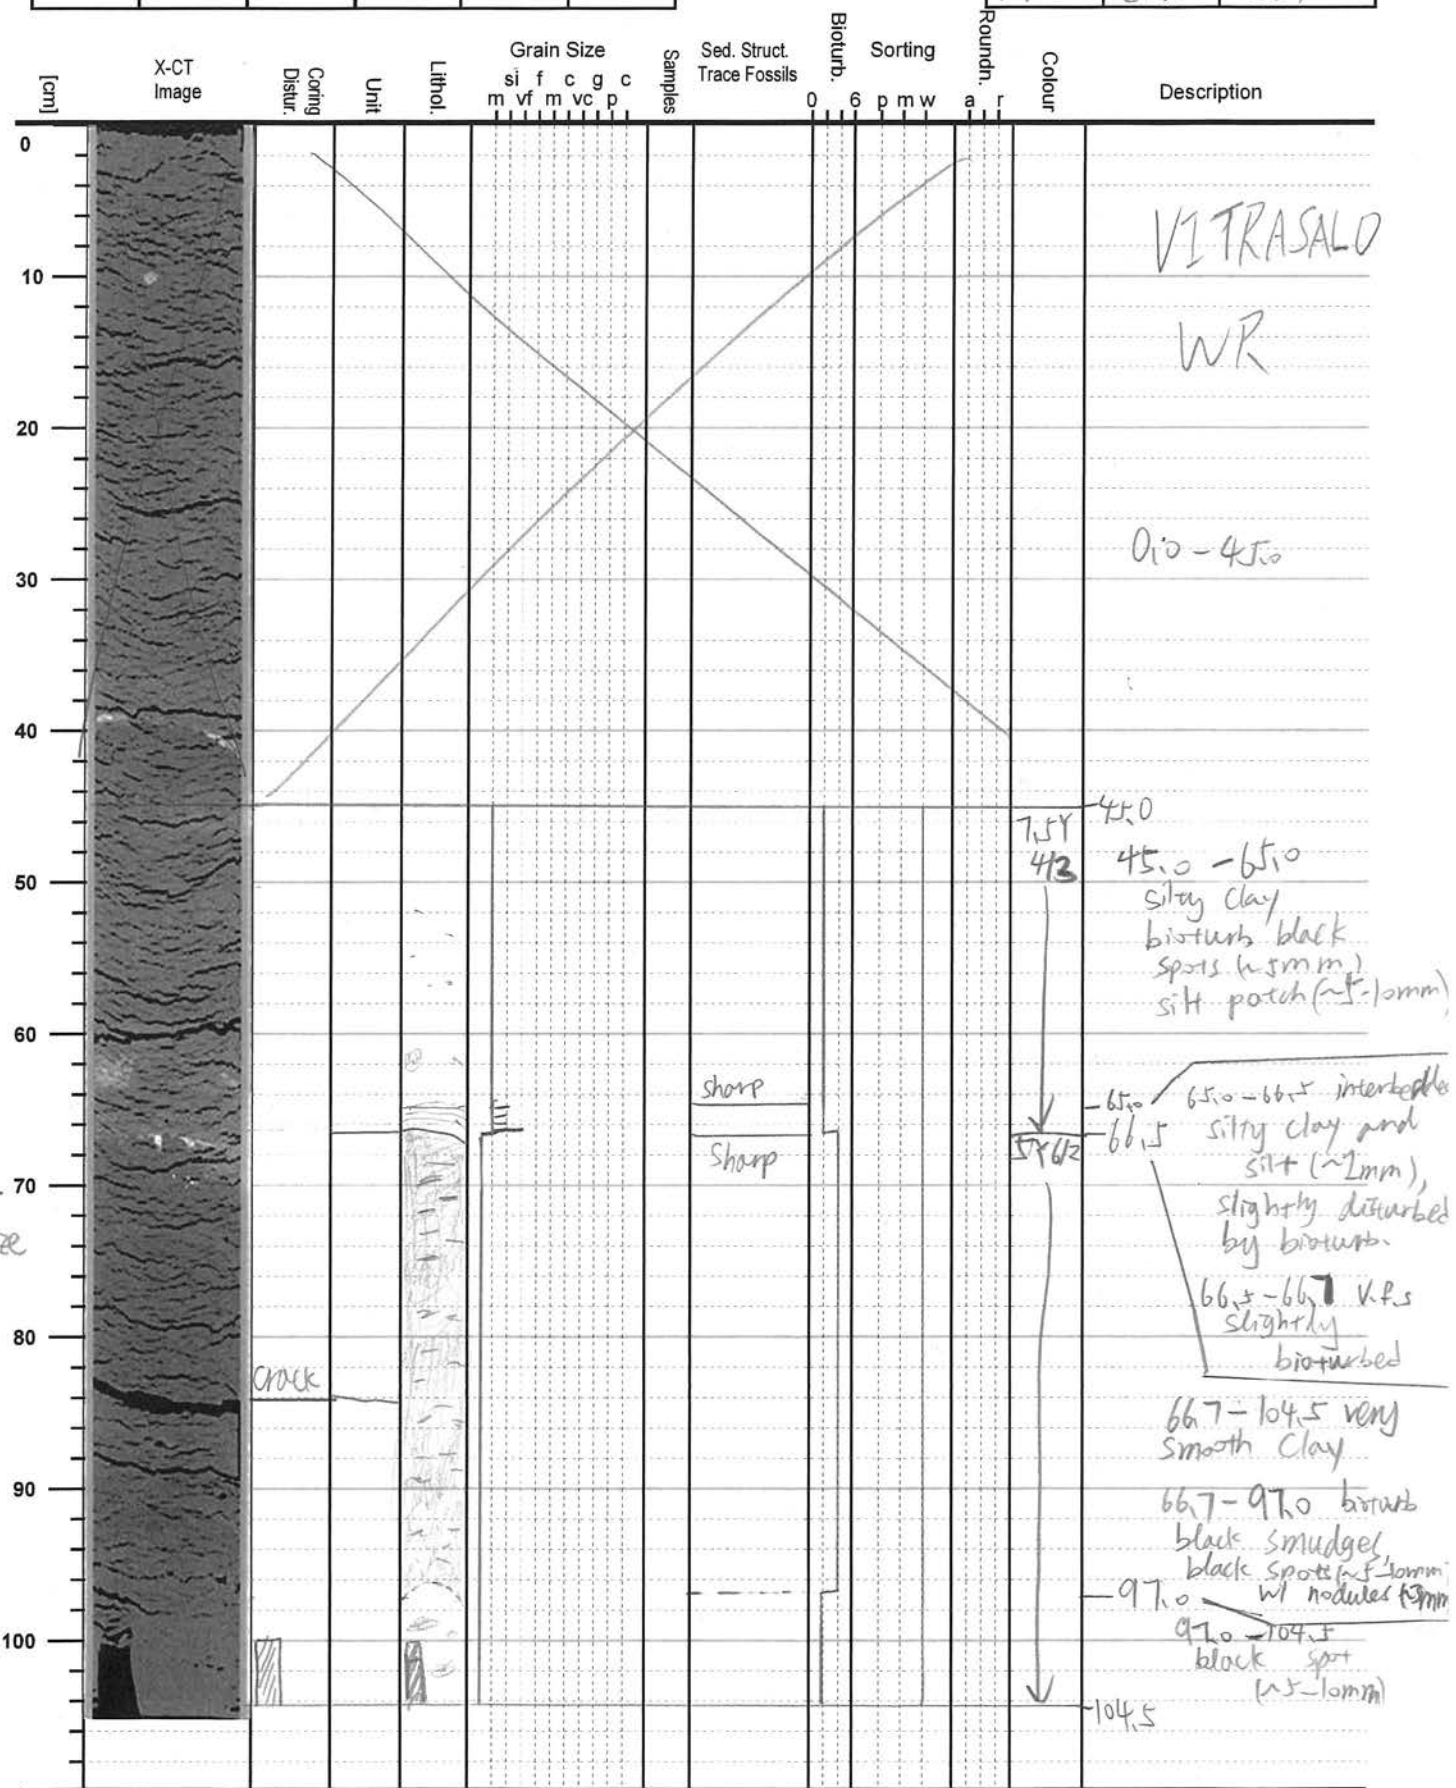 [cm]
X-CT
Image
Coring
Distur.
Unit
Lithol.
Grain Size
si f c g c
m vf m vc p
Samples
Sed. Struct.
Trace Fossils
Bioturb.
0 6
Sorting
p m w
Roundn.
a r
Colour
Description
0
VITRASALO
10
WR
20
0.0-45.0
30
40
45.0
7.5Y
4/3
45.0-65.0
50
silty clay
bioturb black
spots (~5mm)
silt patch (~5-10mm)
60
sharp
65.0
65.0-66.5
66.5
silty clay and
Sharp
5Y6/2
silt (~1mm),
70
slightly disturbed
by bioturb.
66.5-66.7 v.f.s
slightly
80
bioturbed
crack
66.7-104.5 very
smooth clay
90
66.7-97.0 bioturb
black smudges,
black spots (~5-10mm
97.0
w/ nodules
100
97.0-104.5
black spot
(~5-10mm)
104.5